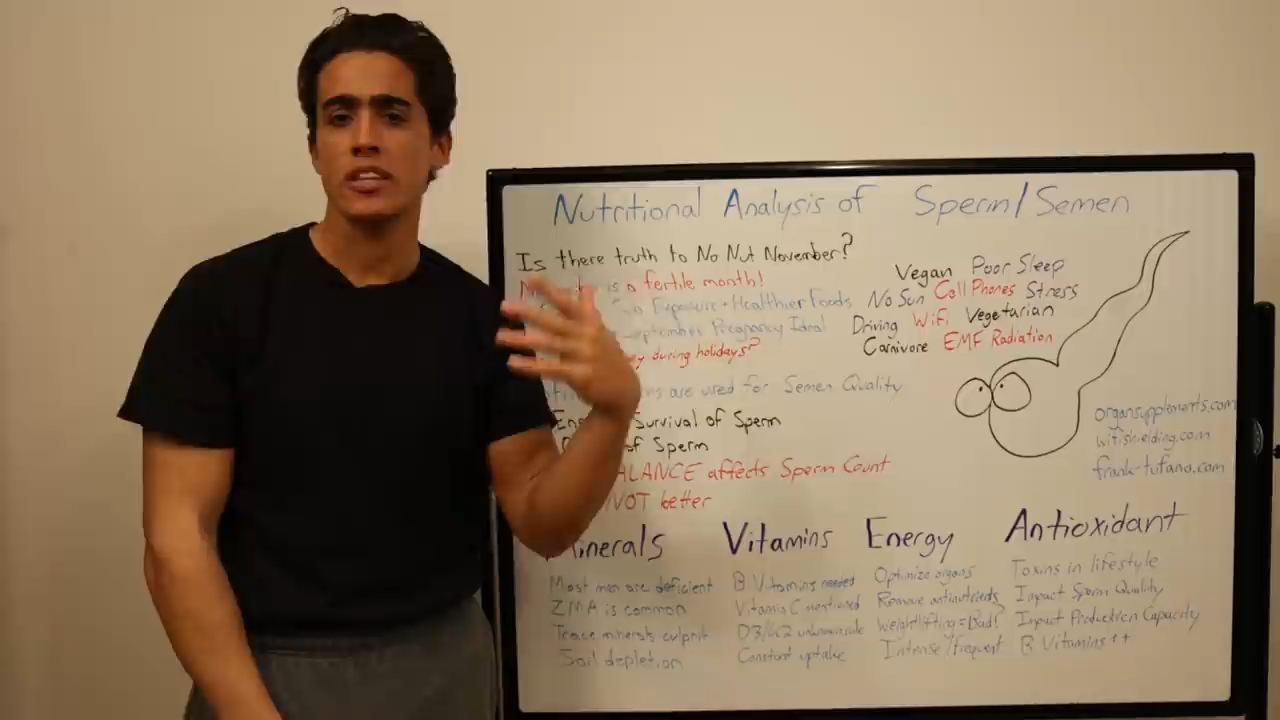 Nutritional Analysis of Sperm/Semen
Is there truth to No Nut November?
is a fertile month!
Exposure + Healthier Foods
September Pregnancy Ideal
during holidays?
are used for Semen Quality
Survival of Sperm
of Sperm
affects Sperm Count
NOT better
Vegan Poor Sleep
No Sun Cell Phones Stress
Driving WiFi Vegetarian
Carnivore EMF Radiation
organsupplements.com
wifishielding.com
frank-tufano.com
Minerals
Most men are deficient
ZMA is common
Trace minerals culprit
Soil depletion
Vitamins
B Vitamins needed
Vitamin C mentioned
D3/K2 unknown role
Constant uptake
Energy
Optimize organs
Remove antinutrients
Weightlifting = Bad?
Intense/frequent
Antioxidant
Toxins in lifestyle
Impact Sperm Quality
Impact Production Capacity
B Vitamins ++